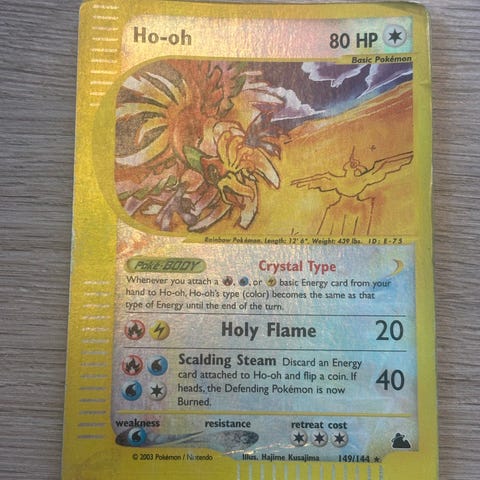 Ho-oh 80 HP
Basic Pokémon
Rainbow Pokémon. Length: 12' 6", Weight: 439 lbs. ID: E-75
Poké-BODY Crystal Type
Whenever you attach a , , or basic Energy card from your
hand to Ho-oh, Ho-oh's type (color) becomes the same as that
type of Energy until the end of the turn.
Holy Flame 20
Scalding Steam Discard an Energy
card attached to Ho-oh and flip a coin. If
heads, the Defending Pokémon is now
Burned.
40
weakness resistance retreat cost
© 2003 Pokémon / Nintendo Illus. Hajime Kusajima 149/144 ★